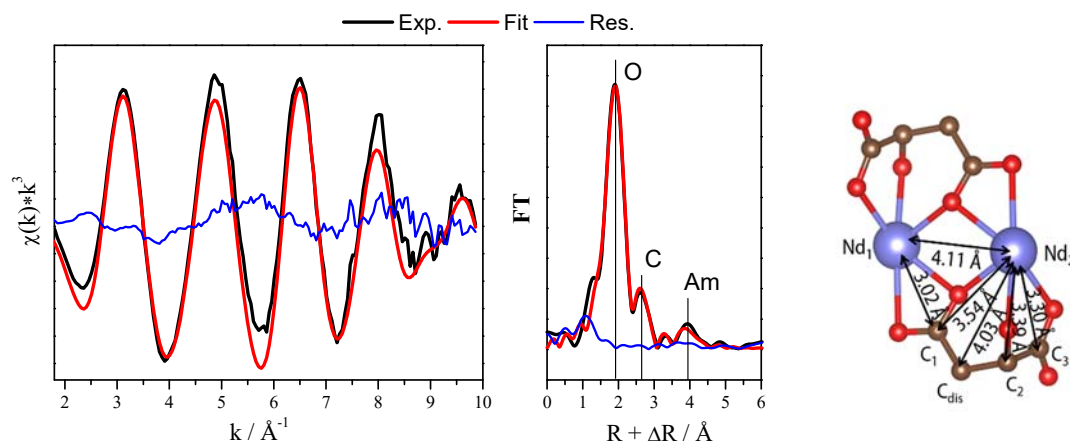 Exp. Fit Res.
χ(k)*k³
2 3 4 5 6 7 8 9 10
k / Å⁻¹
FT
O
C
Am
0 1 2 3 4 5 6
R + ΔR / Å
Nd₁
Nd₂
4.11 Å
3.02 Å
3.54 Å
4.03 Å
3.38 Å
3.30 Å
C₁
C₂
C₃
C_dis